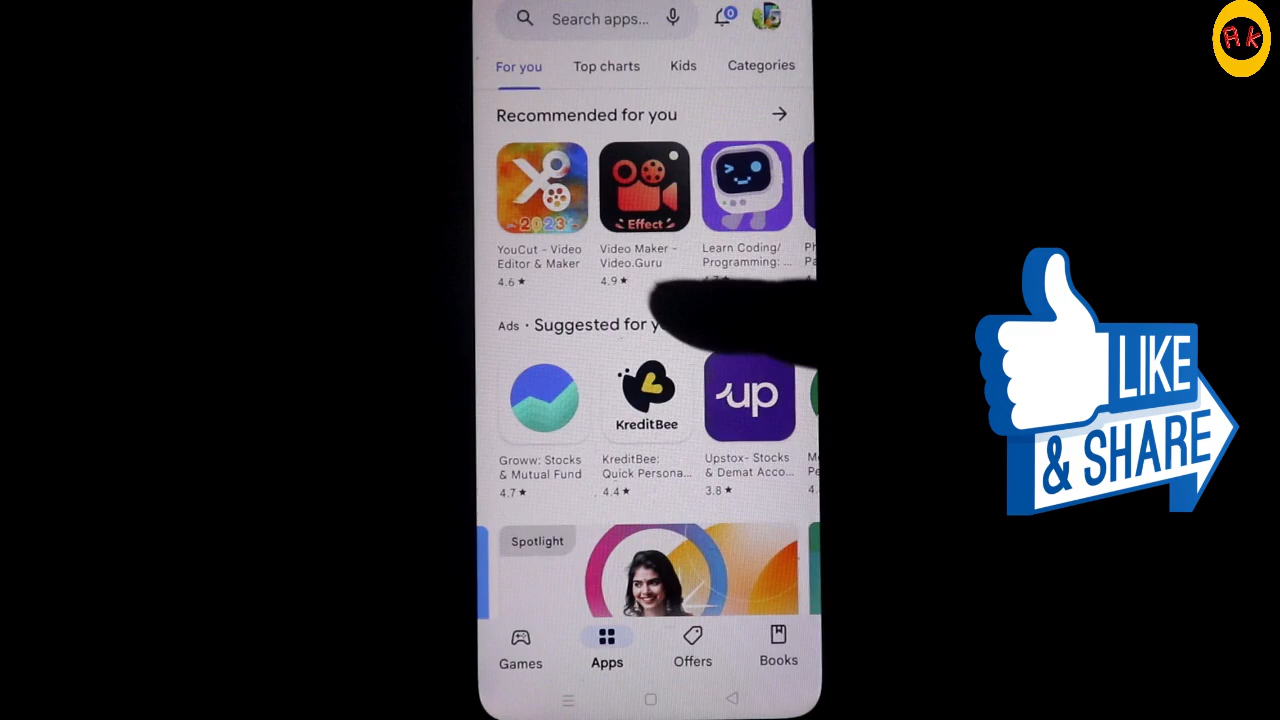 Search apps...
0
RK
For you Top charts Kids Categories
Recommended for you
2023
Effect
YouCut - Video
Editor & Maker
4.6 ★
Video Maker -
Video.Guru
4.9 ★
Learn Coding/
Programming: ...
Ads · Suggested for
KreditBee
up
Groww: Stocks
& Mutual Fund
4.7 ★
KreditBee:
Quick Persona...
4.4 ★
Upstox- Stocks
& Demat Acco...
3.8 ★
LIKE
& SHARE
Spotlight
Games Apps Offers Books